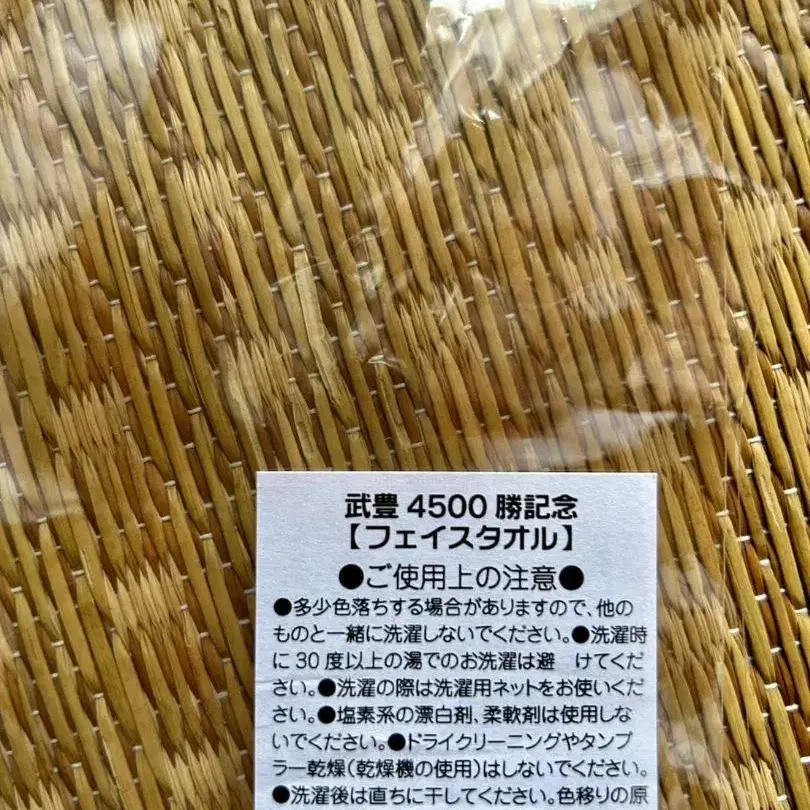 武豊 4500 勝記念
【フェイスタオル】
●ご使用上の注意●
●多少色落ちする場合がありますので、他の
ものと一緒に洗濯しないでください。●洗濯時
に 30 度以上の湯でのお洗濯は避　けてくだ
さい。●洗濯の際は洗濯用ネットをお使いくだ
さい。●塩素系の漂白剤、柔軟剤は使用しな
いでください。●ドライクリーニングやタンブ
ラー乾燥（乾燥機の使用）はしないでください。
●洗濯後は直ちに干してください。色移りの原